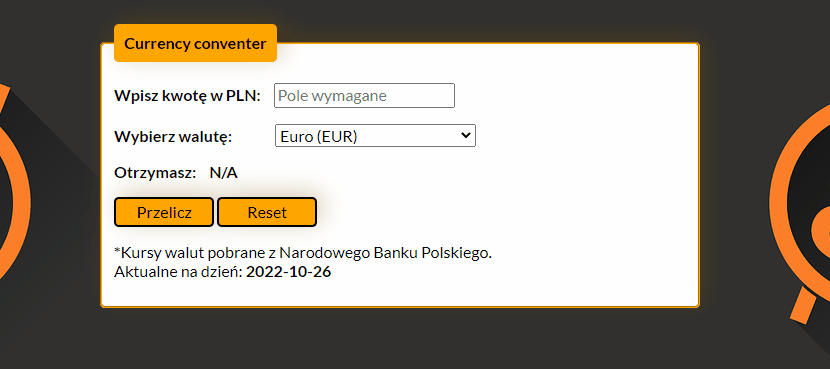 Currency conventer
Wpisz kwotę w PLN: Pole wymagane
Wybierz walutę: Euro (EUR)
Otrzymasz: N/A
Przelicz Reset
*Kursy walut pobrane z Narodowego Banku Polskiego.
Aktualne na dzień: 2022-10-26